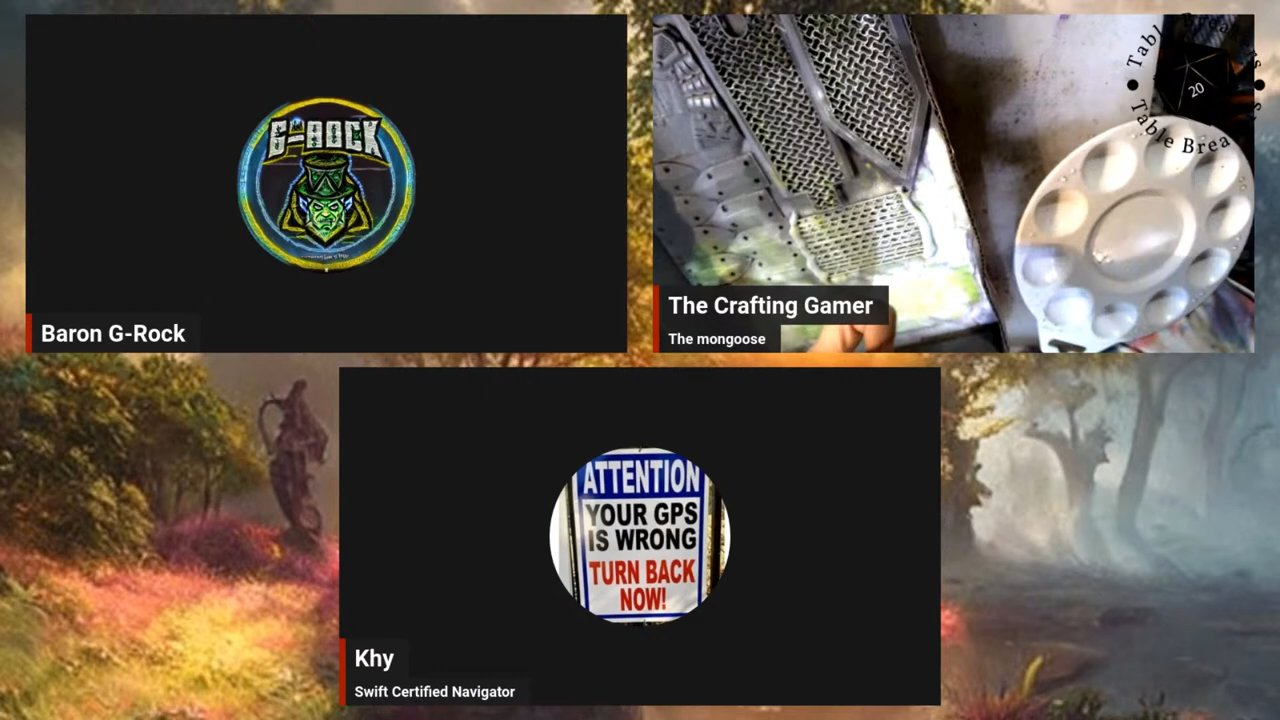 G-ROCK
Baron G-Rock
Table Breakers
20
Table Brea
The Crafting Gamer
The mongoose
ATTENTION
YOUR GPS
IS WRONG
TURN BACK
NOW!
Khy
Swift Certified Navigator